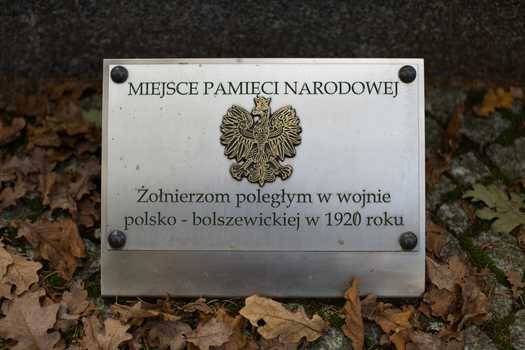 MIEJSCE PAMIĘCI NARODOWEJ
Żołnierzom poległym w wojnie
polsko - bolszewickiej w 1920 roku